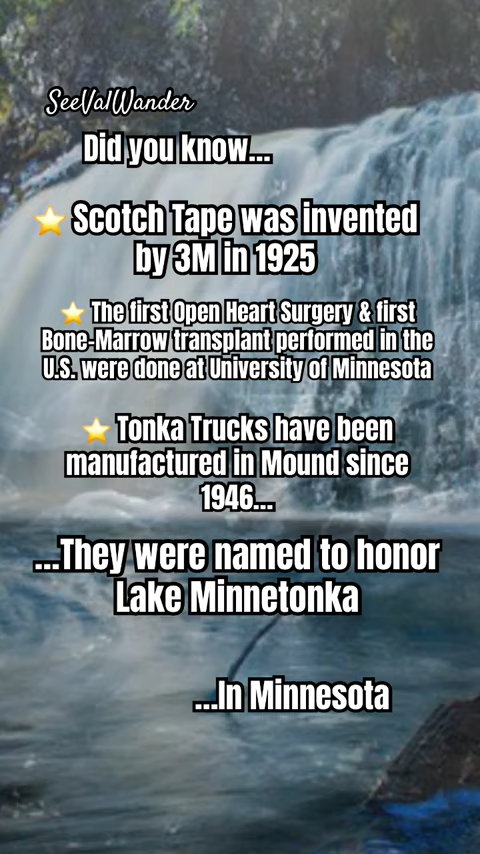 SeeValWander
Did you know...
⭐ Scotch Tape was invented
by 3M in 1925
⭐ The first Open Heart Surgery & first
Bone-Marrow transplant performed in the
U.S. were done at University of Minnesota
⭐ Tonka Trucks have been
manufactured in Mound since
1946...
...They were named to honor
Lake Minnetonka
...In Minnesota